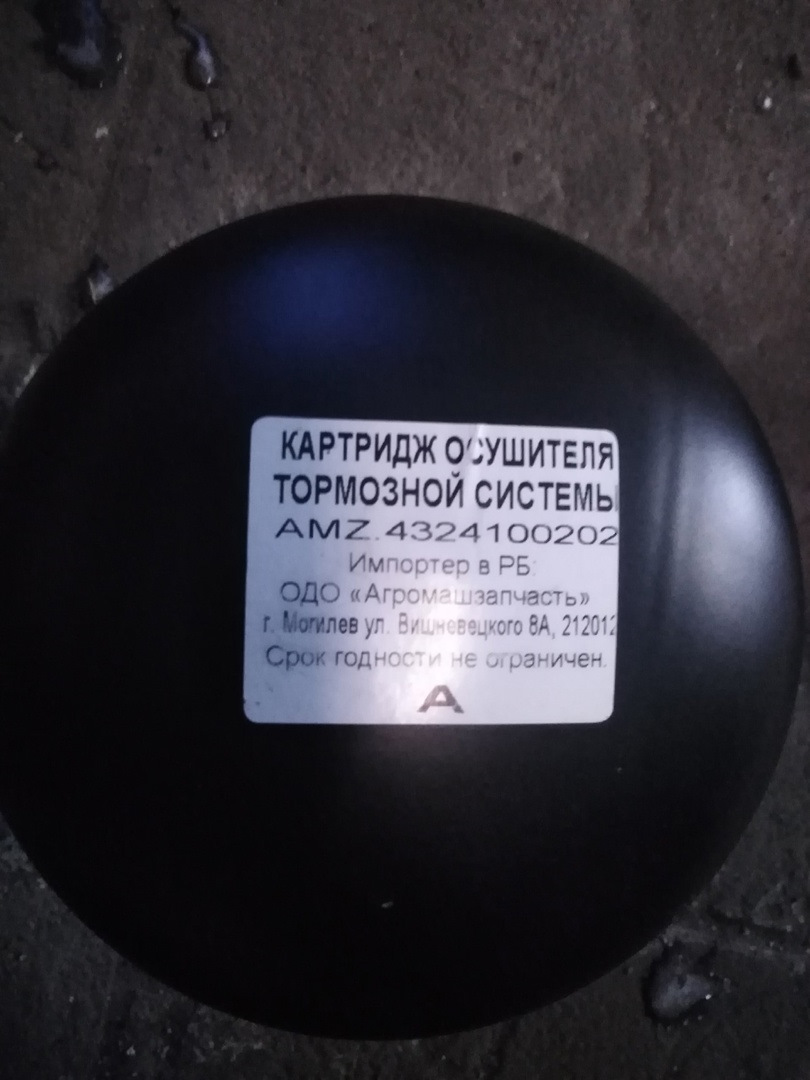 КАРТРИДЖ ОСУШИТЕЛЯ
ТОРМОЗНОЙ СИСТЕМЫ
AMZ.4324100202
Импортер в РБ:
ОДО «Агромашзапчасть»
г. Могилев ул. Вишневецкого 8А, 212012
Срок годности не ограничен.
A